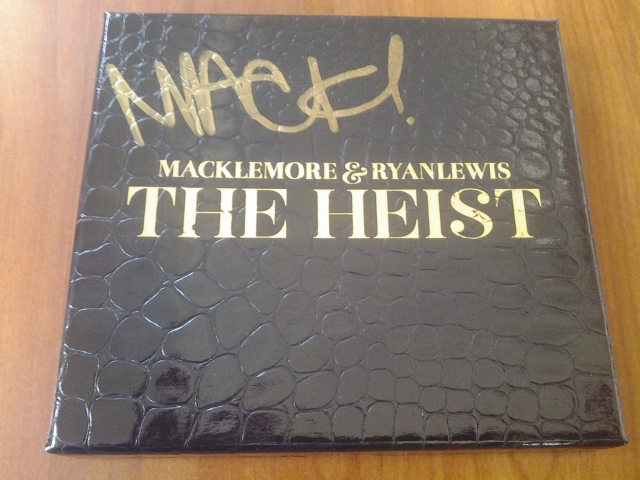 MACK!
MACKLEMORE & RYANLEWIS
THE HEIST